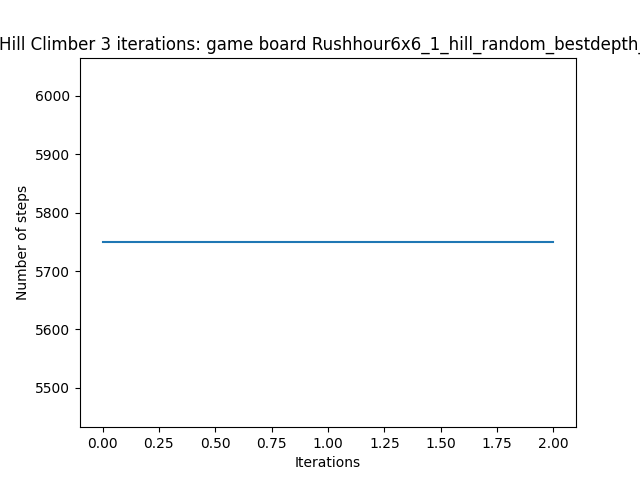 Hill Climber 3 iterations: game board Rushhour6x6_1_hill_random_bestdepth_
6000
5900
5800
5700
5600
5500
Number of steps
0.00 0.25 0.50 0.75 1.00 1.25 1.50 1.75 2.00
Iterations